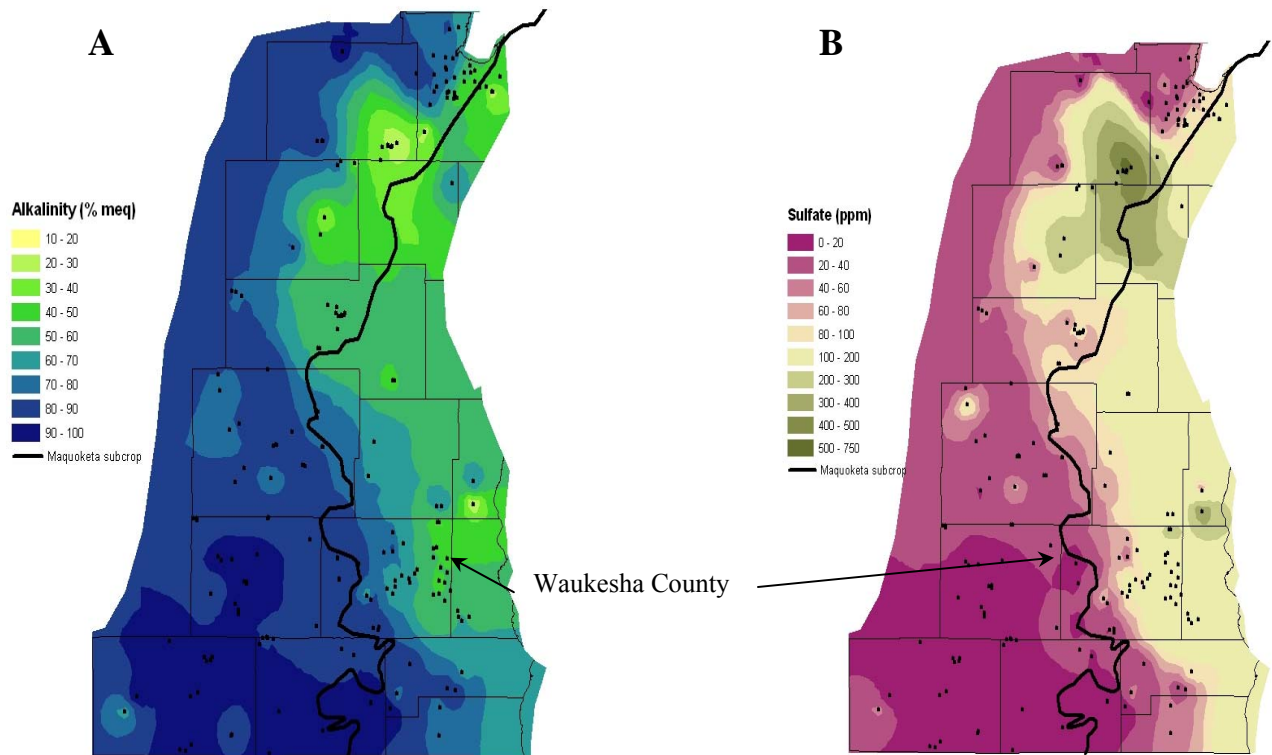 A
Alkalinity (% meq)
10 - 20
20 - 30
30 - 40
40 - 50
50 - 60
60 - 70
70 - 80
80 - 90
90 - 100
Maquoketa subcrop
B
Sulfate (ppm)
0 - 20
20 - 40
40 - 60
60 - 80
80 - 100
100 - 200
200 - 300
300 - 400
400 - 500
500 - 750
Maquoketa subcrop
Waukesha County